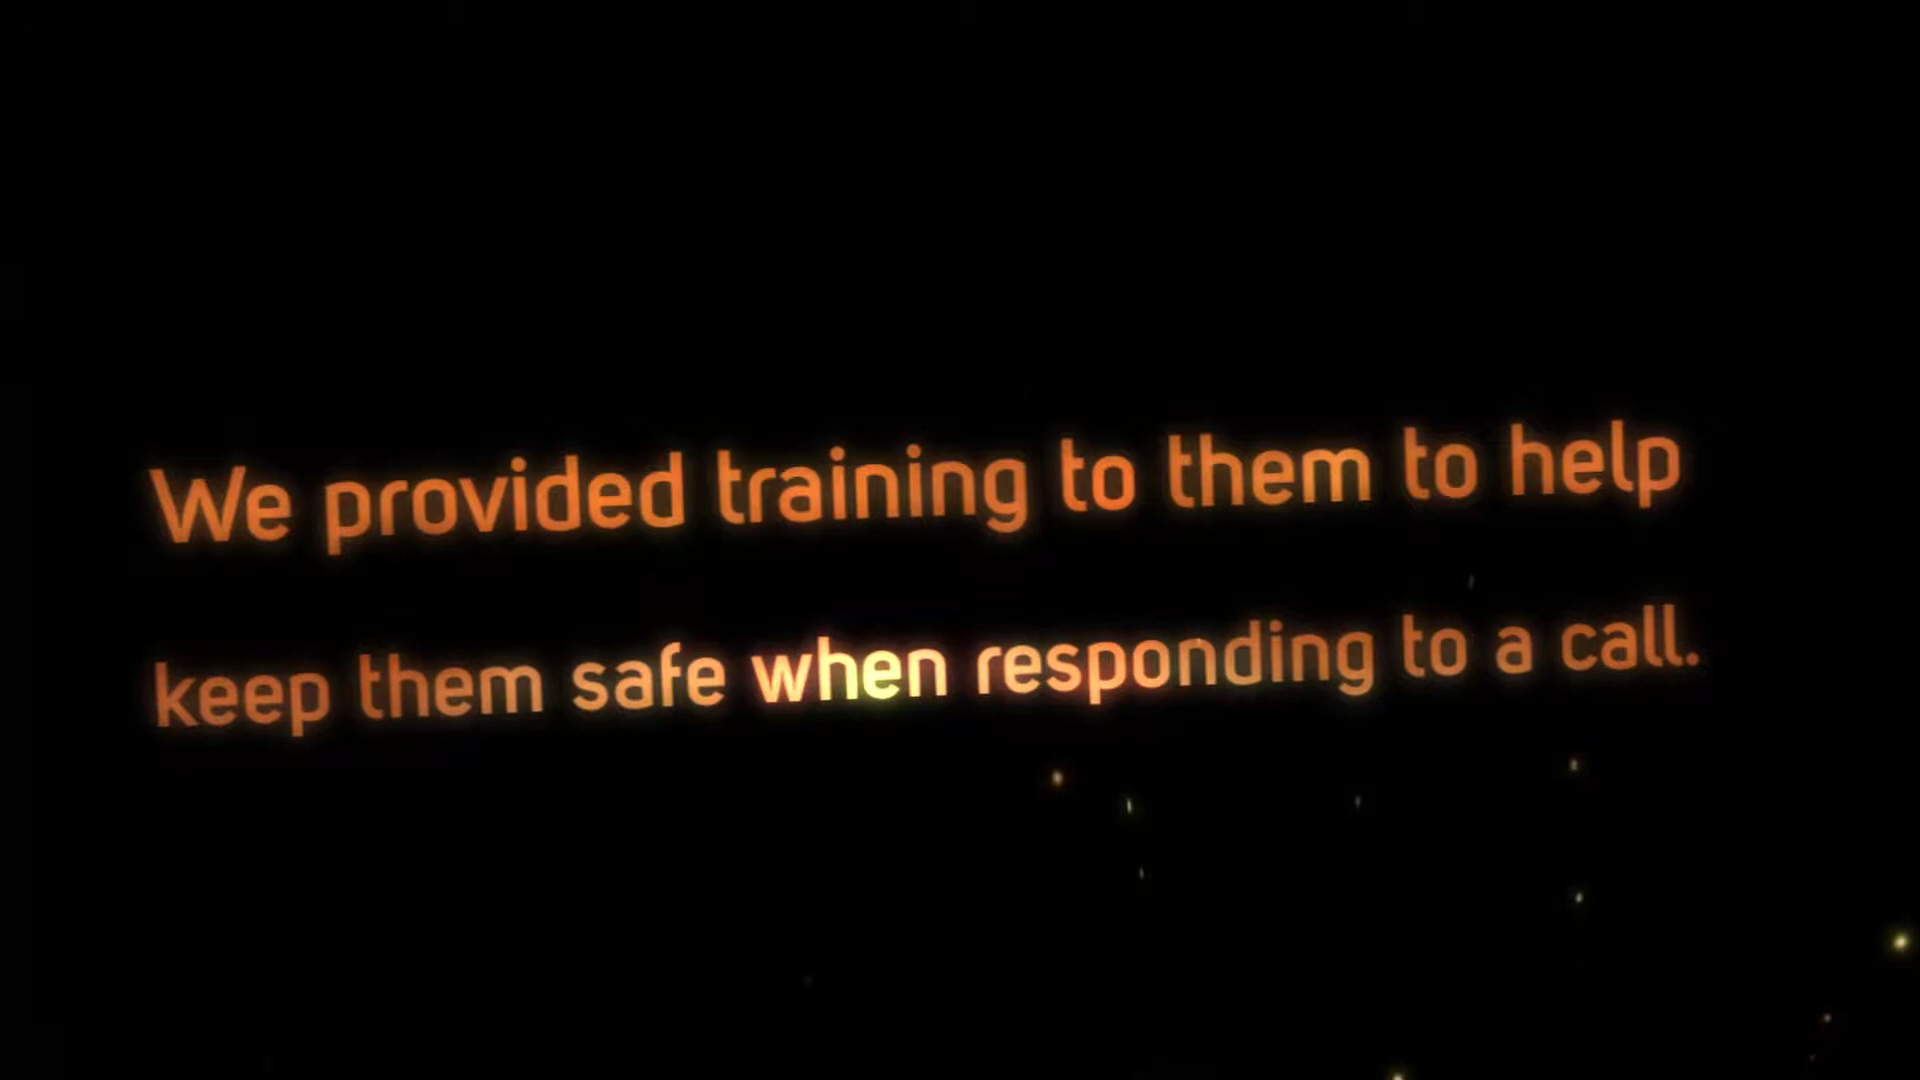 We provided training to them to help
keep them safe when responding to a call.